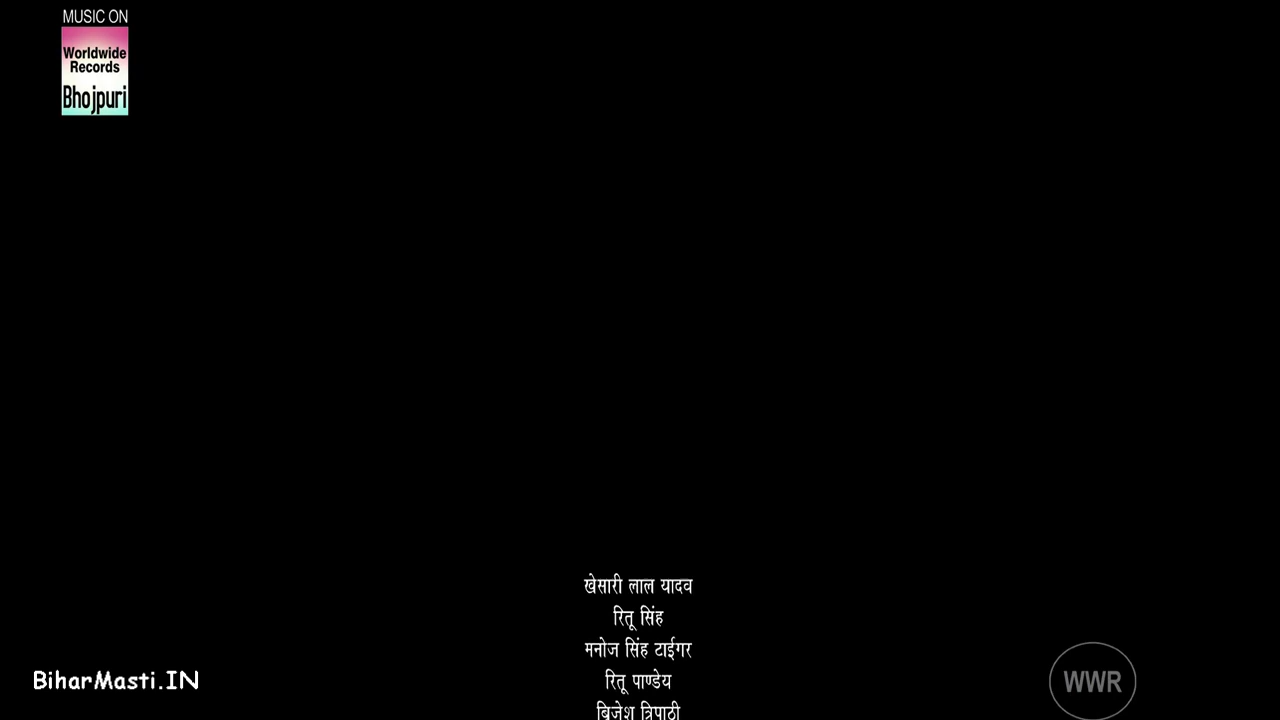 MUSIC ON
Worldwide
Records
Bhojpuri
खेसारी लाल यादव
रितू सिंह
मनोज सिंह टाईगर
रितू पाण्डेय
बिजेश त्रिपाठी
BiharMasti.IN
WWR